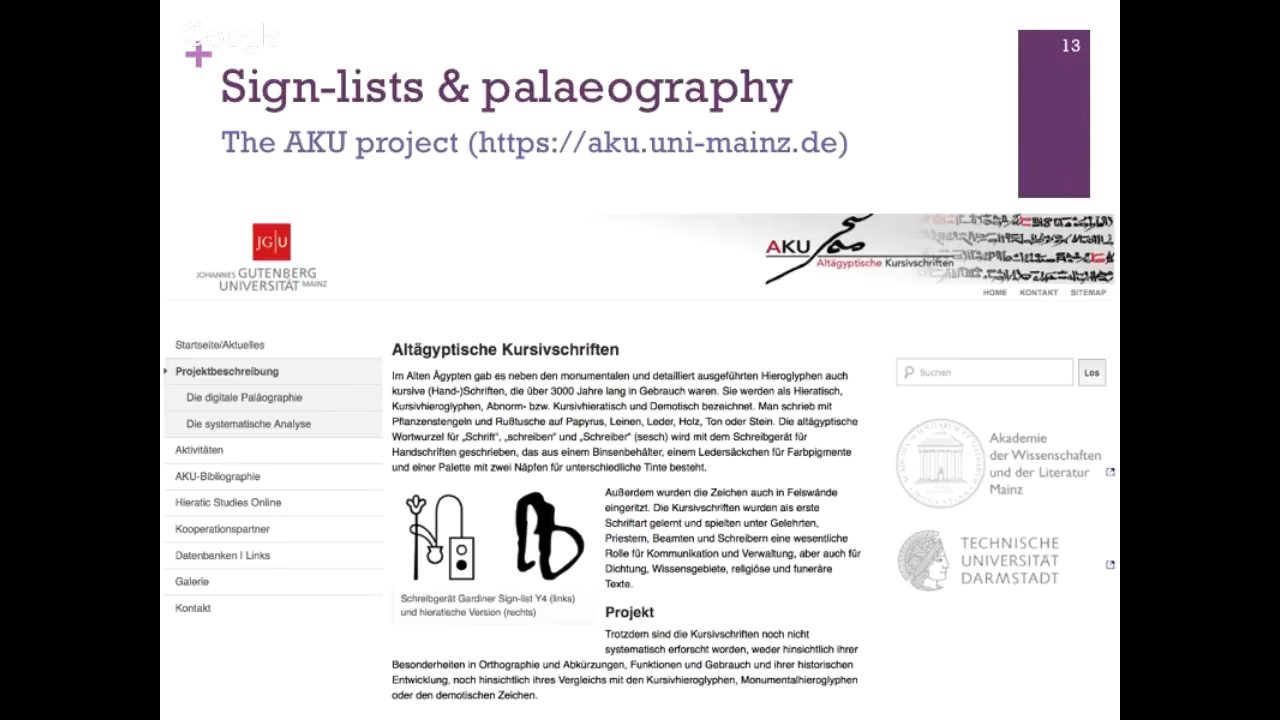 Google
13
Sign-lists & palaeography
The AKU project (https://aku.uni-mainz.de)
JG|U
JOHANNES GUTENBERG
UNIVERSITÄT MAINZ
AKU
Altägyptische Kursivschriften
HOME KONTAKT SITEMAP
Startseite/Aktuelles
Projektbeschreibung
Die digitale Paläographie
Die systematische Analyse
Aktivitäten
AKU-Bibliographie
Hieratic Studies Online
Kooperationspartner
Datenbanken | Links
Galerie
Kontakt
Altägyptische Kursivschriften
Im Alten Ägypten gab es neben den monumentalen und detailliert ausgeführten Hieroglyphen auch
kursive (Hand-)Schriften, die über 3000 Jahre lang in Gebrauch waren. Sie werden als Hieratisch,
Kursivhieroglyphen, Abnorm- bzw. Kursivhieratisch und Demotisch bezeichnet. Man schrieb mit
Pflanzenstengeln und Rußtusche auf Papyrus, Leinen, Leder, Holz, Ton oder Stein. Die altägyptische
Wortwurzel für „Schrift“, „schreiben“ und „Schreiber“ (sesch) wird mit dem Schreibgerät für
Handschriften geschrieben, das aus einem Binsenbehälter, einem Ledersäckchen für Farbpigmente
und einer Palette mit zwei Näpfen für unterschiedliche Tinte besteht.
Außerdem wurden die Zeichen auch in Felswände
eingeritzt. Die Kursivschriften wurden als erste
Schriftart gelernt und spielten unter Gelehrten,
Priestern, Beamten und Schreibern eine wesentliche
Rolle für Kommunikation und Verwaltung, aber auch für
Dichtung, Wissensgebiete, religiöse und funeräre
Texte.
Schreibgerät Gardiner Sign-list Y4 (links)
und hieratische Version (rechts)
Projekt
Trotzdem sind die Kursivschriften noch nicht
systematisch erforscht worden, weder hinsichtlich ihrer
Besonderheiten in Orthographie und Abkürzungen, Funktionen und Gebrauch und ihrer historischen
Entwicklung, noch hinsichtlich ihres Vergleichs mit den Kursivhieroglyphen, Monumentalhieroglyphen
oder den demotischen Zeichen.
Suchen
Los
Akademie
der Wissenschaften
und der Literatur
Mainz
TECHNISCHE
UNIVERSITÄT
DARMSTADT